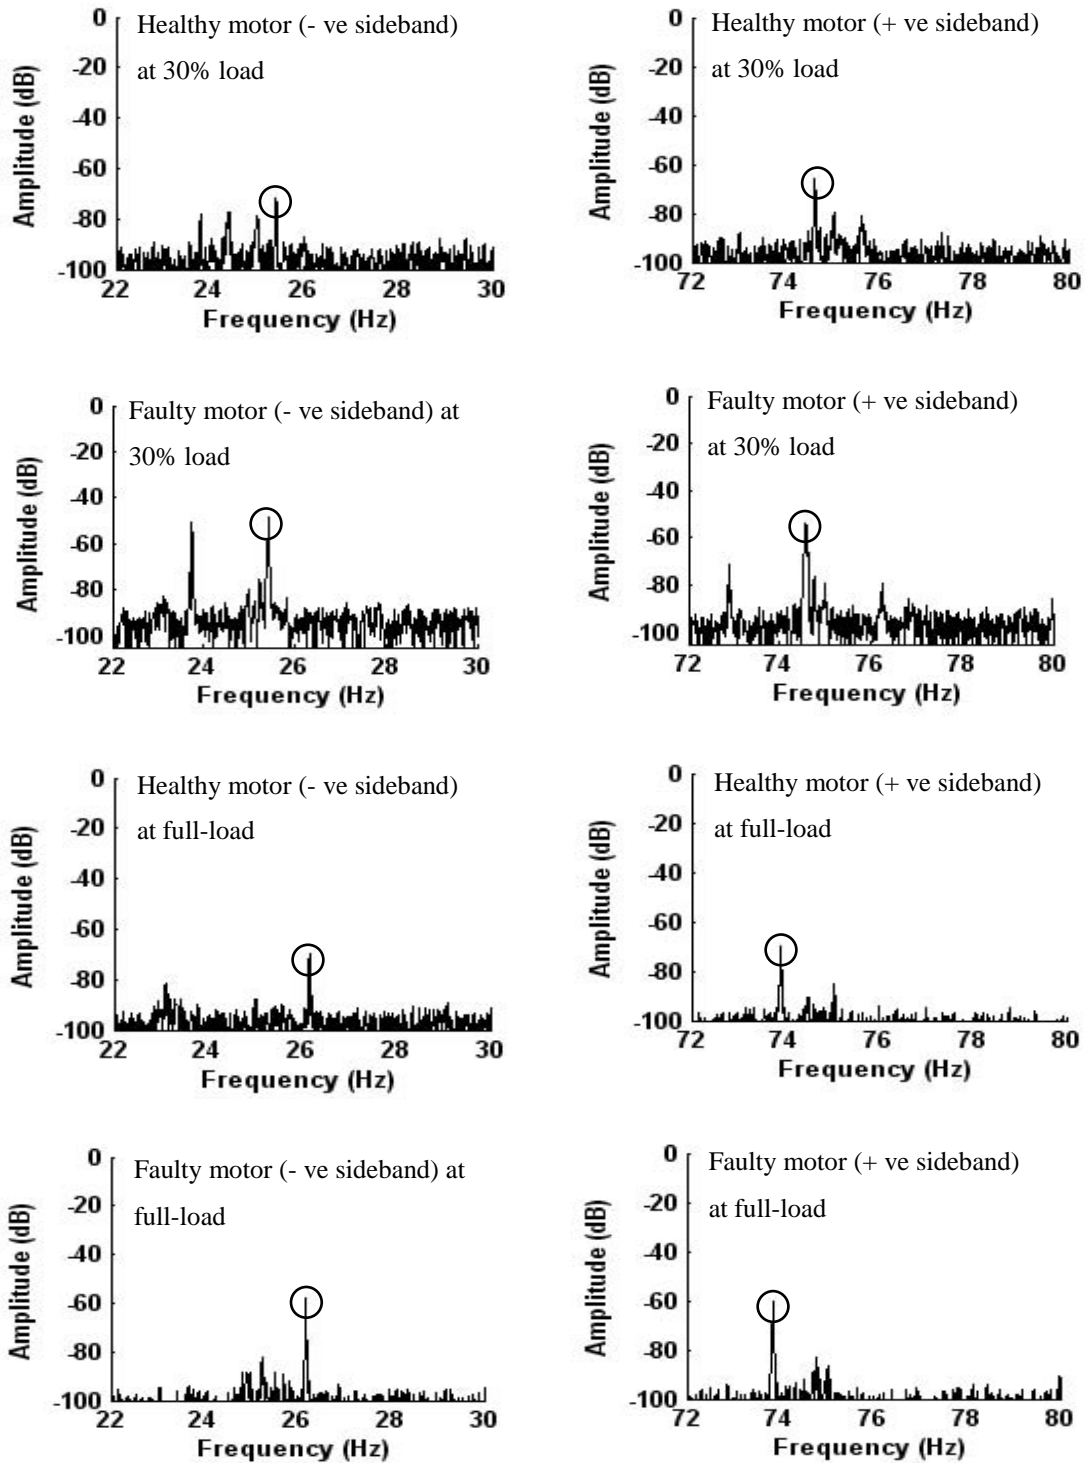 Healthy motor (- ve sideband)
at 30% load
0
-20
-40
-60
-80
-100
22 24 26 28 30
Amplitude (dB)
Frequency (Hz)
Healthy motor (+ ve sideband)
at 30% load
0
-20
-40
-60
-80
-100
72 74 76 78 80
Amplitude (dB)
Frequency (Hz)
Faulty motor (- ve sideband) at
30% load
0
-20
-40
-60
-80
-100
22 24 26 28 30
Amplitude (dB)
Frequency (Hz)
Faulty motor (+ ve sideband)
at 30% load
0
-20
-40
-60
-80
-100
72 74 76 78 80
Amplitude (dB)
Frequency (Hz)
Healthy motor (- ve sideband)
at full-load
0
-20
-40
-60
-80
-100
22 24 26 28 30
Amplitude (dB)
Frequency (Hz)
Healthy motor (+ ve sideband)
at full-load
0
-20
-40
-60
-80
-100
72 74 76 78 80
Amplitude (dB)
Frequency (Hz)
Faulty motor (- ve sideband) at
full-load
0
-20
-40
-60
-80
-100
22 24 26 28 30
Amplitude (dB)
Frequency (Hz)
Faulty motor (+ ve sideband)
at full-load
0
-20
-40
-60
-80
-100
72 74 76 78 80
Amplitude (dB)
Frequency (Hz)